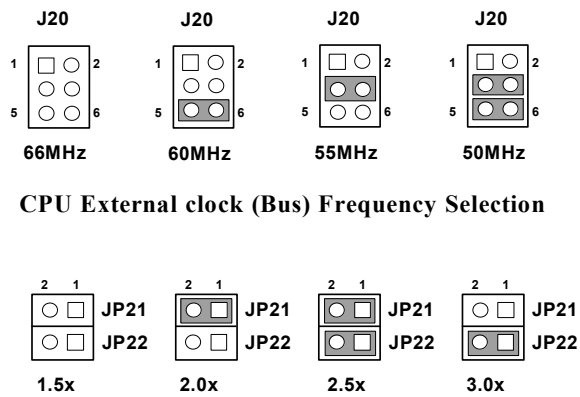 J20 J20 J20 J20
1 2 1 2 1 2 1 2
5 6 5 6 5 6 5 6
66MHz 60MHz 55MHz 50MHz
CPU External clock (Bus) Frequency Selection
2 1 2 1 2 1 2 1
JP21 JP21 JP21 JP21
JP22 JP22 JP22 JP22
1.5x 2.0x 2.5x 3.0x